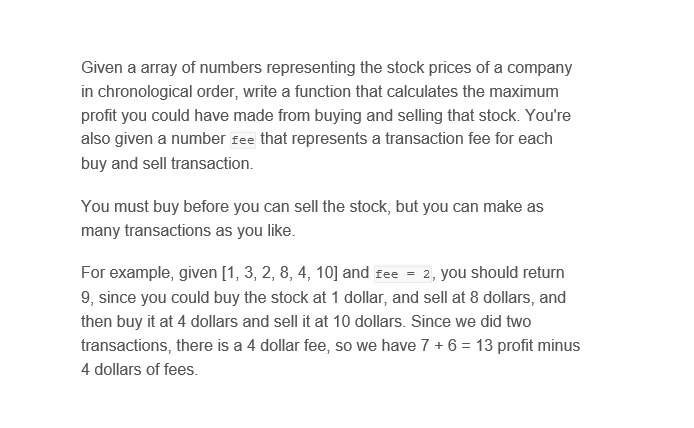 Given a array of numbers representing the stock prices of a company
in chronological order, write a function that calculates the maximum
profit you could have made from buying and selling that stock. You're
also given a number fee that represents a transaction fee for each
buy and sell transaction.
You must buy before you can sell the stock, but you can make as
many transactions as you like.
For example, given [1, 3, 2, 8, 4, 10] and fee = 2, you should return
9, since you could buy the stock at 1 dollar, and sell at 8 dollars, and
then buy it at 4 dollars and sell it at 10 dollars. Since we did two
transactions, there is a 4 dollar fee, so we have 7 + 6 = 13 profit minus
4 dollars of fees.